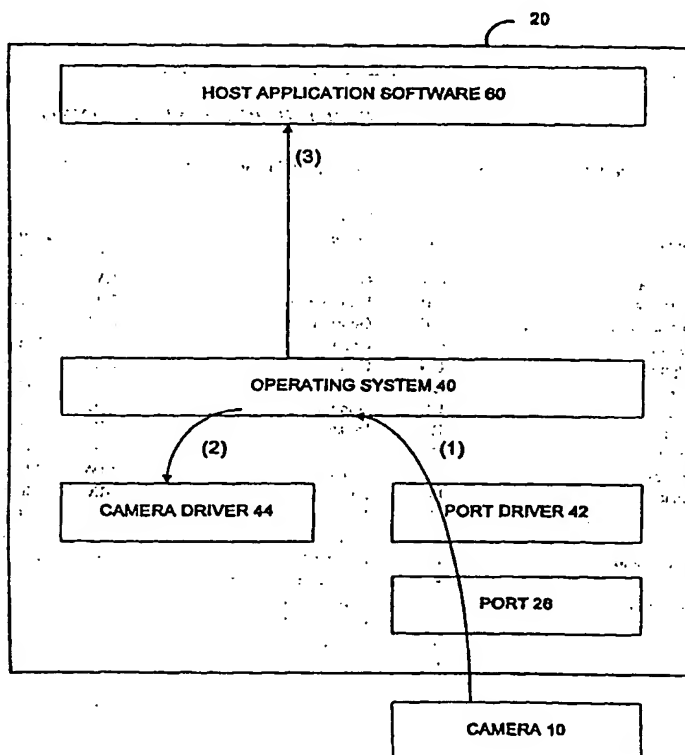 20
HOST APPLICATION SOFTWARE 60
(3)
OPERATING SYSTEM 40
(2)
(1)
CAMERA DRIVER 44
PORT DRIVER 42
PORT 28
CAMERA 10